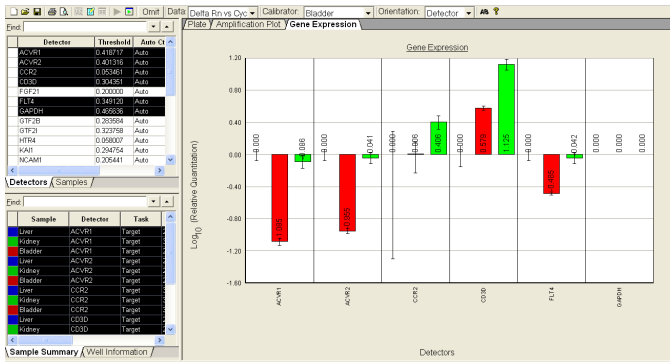 Omit Data: Delta Rn vs Cyc Calibrator: Bladder Orientation: Detector
Plate Amplification Plot Gene Expression
Find:
Detector Threshold Auto Ct
ACVR1 0.418717 Auto
ACVR2 0.401316 Auto
CCR2 0.053461 Auto
CD3D 0.304351 Auto
FGF21 0.200000 Auto
FLT4 0.349120 Auto
GAPDH 0.465636 Auto
GTF2B 0.283584 Auto
GTF2I 0.323758 Auto
HTR4 0.058007 Auto
KAI1 0.294754 Auto
NCAM1 0.205441 Auto
Detectors Samples
Find:
Sample Detector Task
Liver ACVR1 Target
Kidney ACVR1 Target
Bladder ACVR1 Target
Liver ACVR2 Target
Kidney ACVR2 Target
Bladder ACVR2 Target
Liver CCR2 Target
Kidney CCR2 Target
Bladder CCR2 Target
Liver CD3D Target
Kidney CD3D Target
Sample Summary Well Information
Gene Expression
Log10 (Relative Quantitation)
1.20
0.80
0.40
0.00
-0.40
-0.80
-1.20
-1.60
0.000 0.086 0.000 -0.955 -0.041 0.000 0.006 0.406 0.000 0.579 1.125 0.000 -0.485 -0.042 0.000 0.000 0.000
ACVR1 ACVR2 CCR2 CD3D FLT4 GAPDH
Detectors